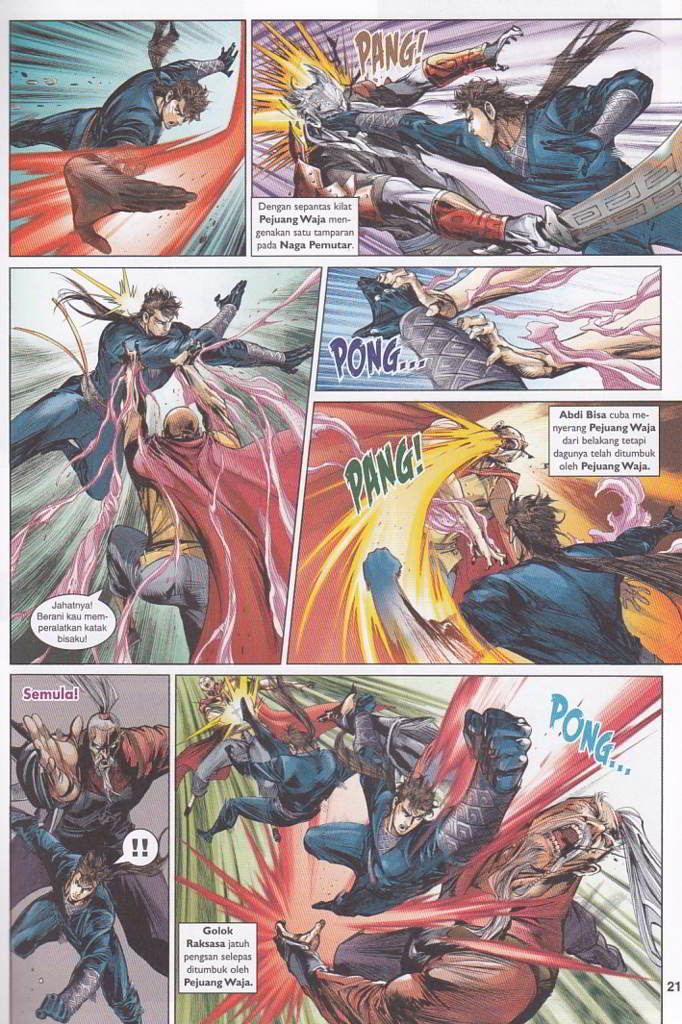 PANG!
Dengan sepantas kilat
Pejuang Waja men-
genakan satu tamparan
pada Naga Pemutar.
PONG...
Jahatnya!
Berani kau mem-
peralatkan katak
bisaku!
PANG!
Abdi Bisa cuba me-
nyerang Pejuang Waja
dari belakang tetapi
dagunya telah ditumbuk
oleh Pejuang Waja.
Semula!
!!
PONG...
Golok
Raksasa jatuh
pengsan selepas
ditumbuk oleh
Pejuang Waja.
21